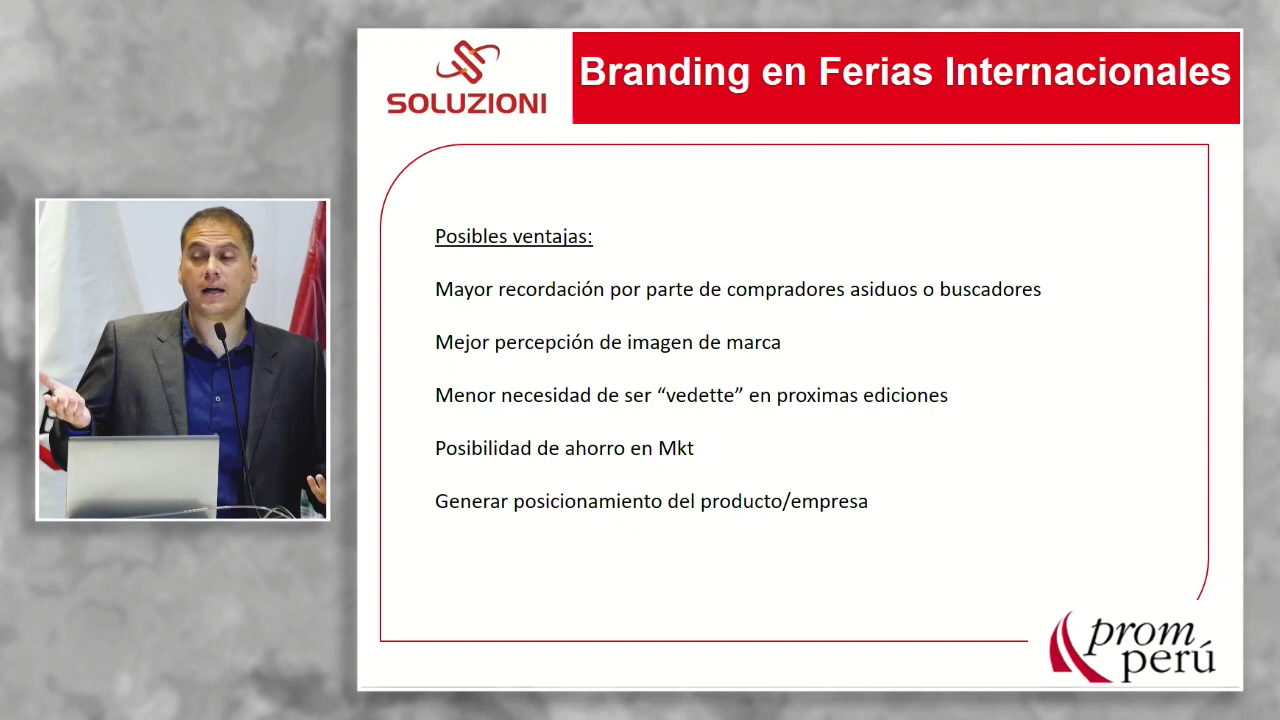 SOLUZIONI
Branding en Ferias Internacionales
Posibles ventajas:
Mayor recordación por parte de compradores asiduos o buscadores
Mejor percepción de imagen de marca
Menor necesidad de ser “vedette” en proximas ediciones
Posibilidad de ahorro en Mkt
Generar posicionamiento del producto/empresa
prom
perú